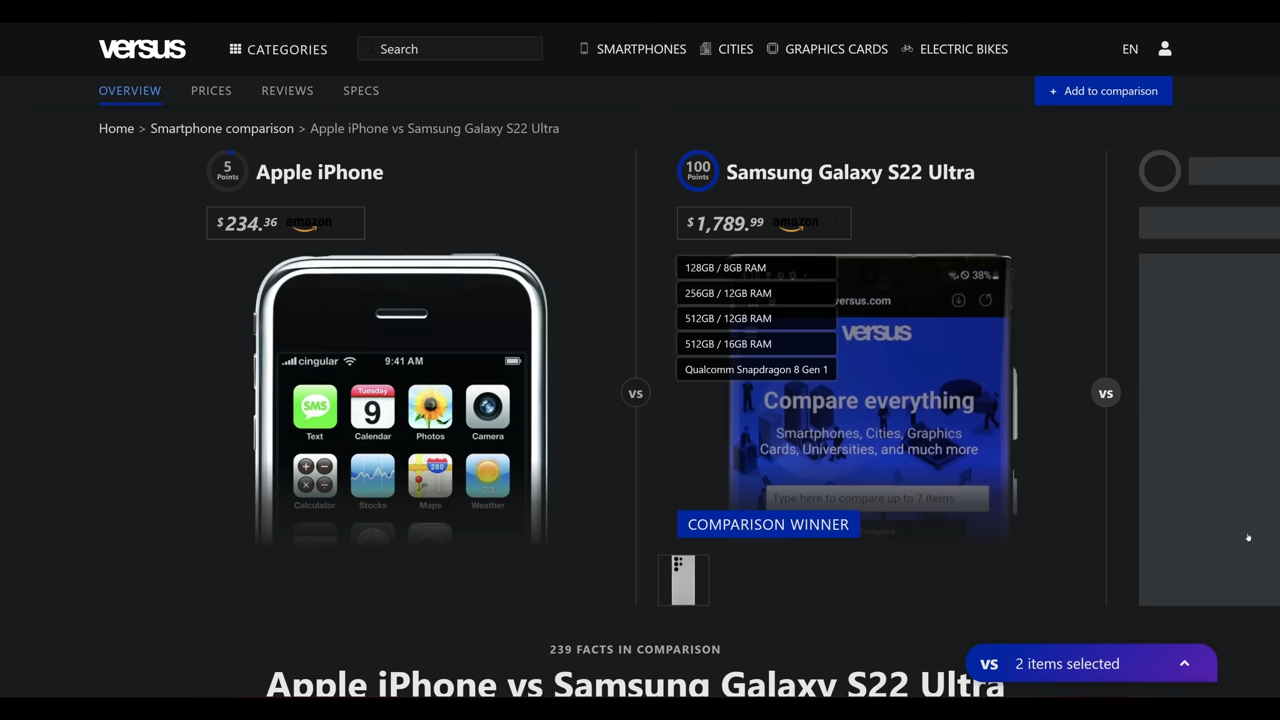 versus
CATEGORIES
Search
SMARTPHONES
CITIES
GRAPHICS CARDS
ELECTRIC BIKES
EN
OVERVIEW
PRICES
REVIEWS
SPECS
+ Add to comparison
Home > Smartphone comparison > Apple iPhone vs Samsung Galaxy S22 Ultra
5
Points
Apple iPhone
$234.36 amazon
cingular
9:41 AM
SMS
Text
Tuesday
9
Calendar
Photos
Camera
Calculator
Stocks
280
Maps
Weather
vs
100
Points
Samsung Galaxy S22 Ultra
$1,789.99 amazon
128GB / 8GB RAM
256GB / 12GB RAM
512GB / 12GB RAM
512GB / 16GB RAM
Qualcomm Snapdragon 8 Gen 1
38%
versus.com
versus
Compare everything
Smartphones, Cities, Graphics
Cards, Universities, and much more
Type here to compare up to 7 items
Compare
COMPARISON WINNER
vs
239 FACTS IN COMPARISON
VS 2 items selected
Apple iPhone vs Samsung Galaxy S22 Ultra